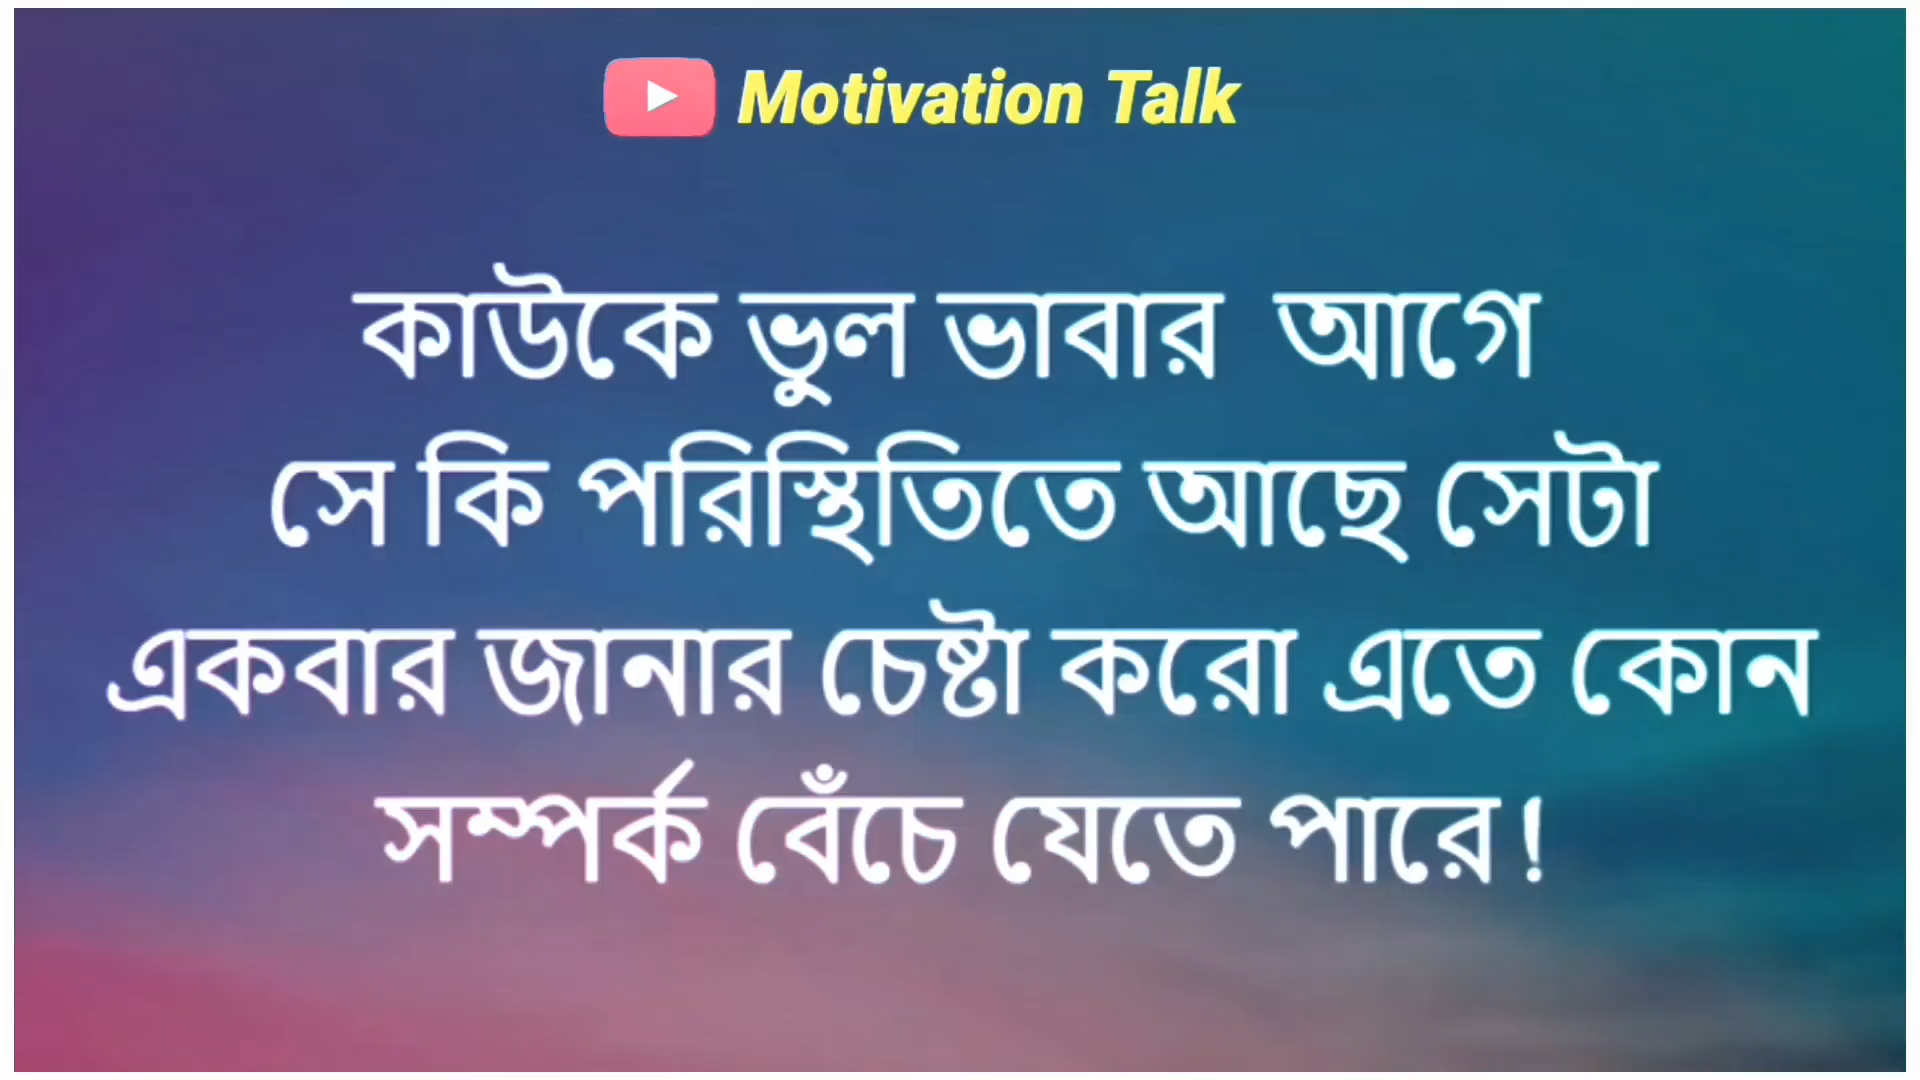 Motivation Talk
কাউকে ভুল ভাবার আগে
সে কি পরিস্থিতিতে আছে সেটা
একবার জানার চেষ্টা করো এতে কোন
সম্পর্ক বেঁচে যেতে পারে!